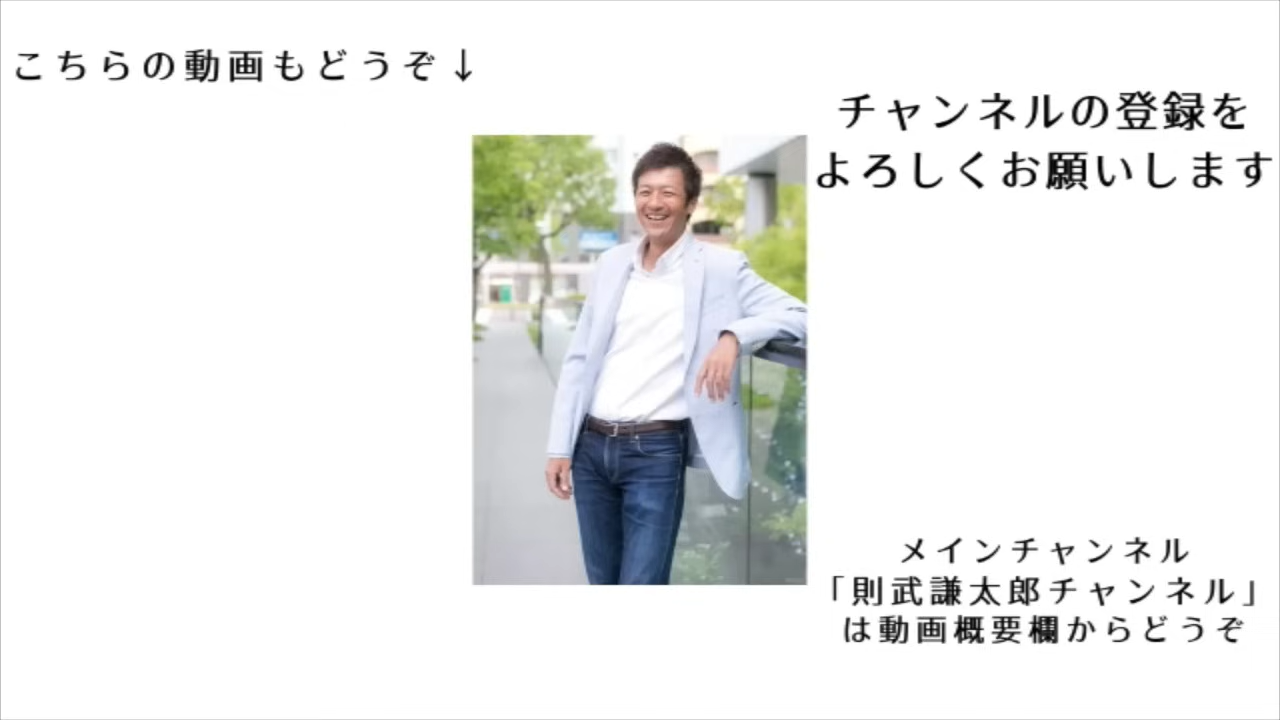 こちらの動画もどうぞ↓
チャンネルの登録を
よろしくお願いします
メインチャンネル
「則武謙太郎チャンネル」
は動画概要欄からどうぞ